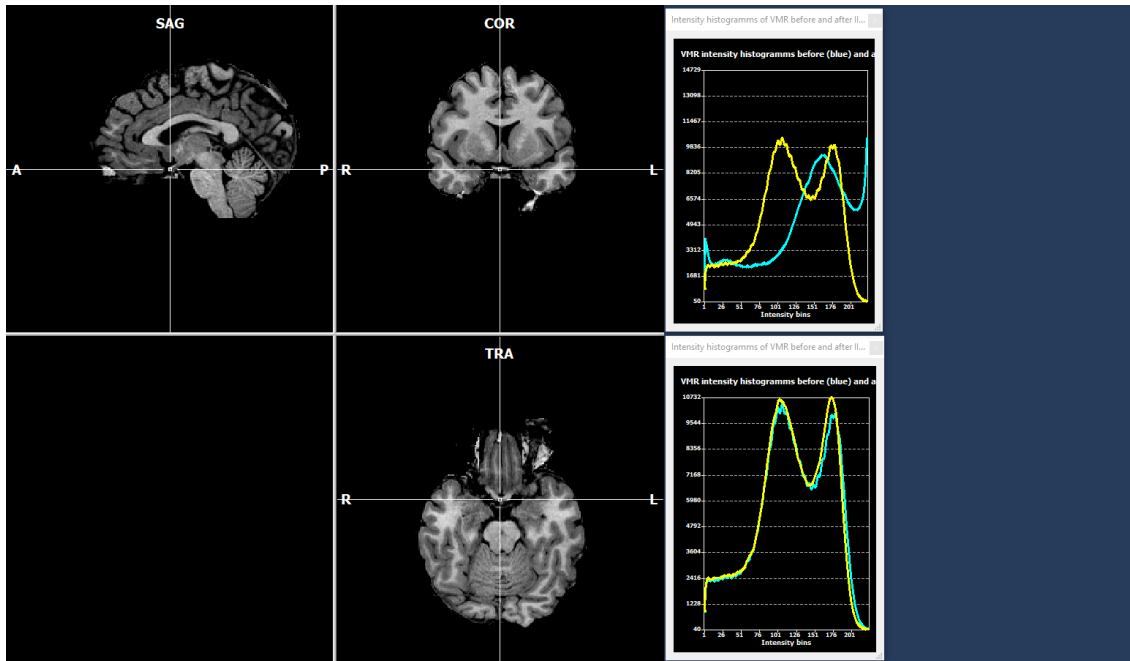 SAG
A
P
COR
R
L
Intensity histogramms of VMR before and after II...
VMR intensity histogramms before (blue) and a
14729
13098
11467
9836
8205
6574
4943
3312
1681
50
1 26 51 76 101 126 151 176 201
Intensity bins
TRA
R
L
Intensity histogramms of VMR before and after II...
VMR intensity histogramms before (blue) and a
10732
9544
8356
7168
5980
4792
3604
2416
1228
40
1 26 51 76 101 126 151 176 201
Intensity bins